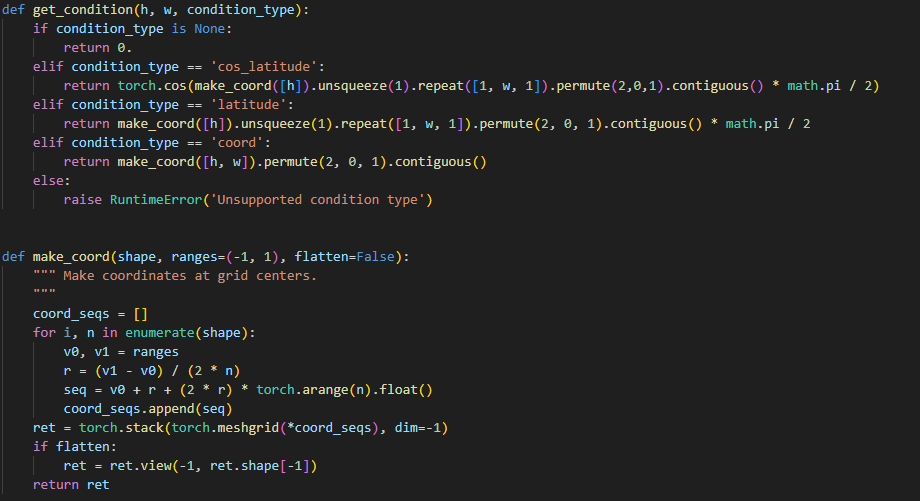 def get_condition(h, w, condition_type):
    if condition_type is None:
        return 0.
    elif condition_type == 'cos_latitude':
        return torch.cos(make_coord([h]).unsqueeze(1).repeat([1, w, 1]).permute(2,0,1).contiguous() * math.pi / 2)
    elif condition_type == 'latitude':
        return make_coord([h]).unsqueeze(1).repeat([1, w, 1]).permute(2, 0, 1).contiguous() * math.pi / 2
    elif condition_type == 'coord':
        return make_coord([h, w]).permute(2, 0, 1).contiguous()
    else:
        raise RuntimeError('Unsupported condition type')
def make_coord(shape, ranges=(-1, 1), flatten=False):
    """ Make coordinates at grid centers.
    """
    coord_seqs = []
    for i, n in enumerate(shape):
        v0, v1 = ranges
        r = (v1 - v0) / (2 * n)
        seq = v0 + r + (2 * r) * torch.arange(n).float()
        coord_seqs.append(seq)
    ret = torch.stack(torch.meshgrid(*coord_seqs), dim=-1)
    if flatten:
        ret = ret.view(-1, ret.shape[-1])
    return ret